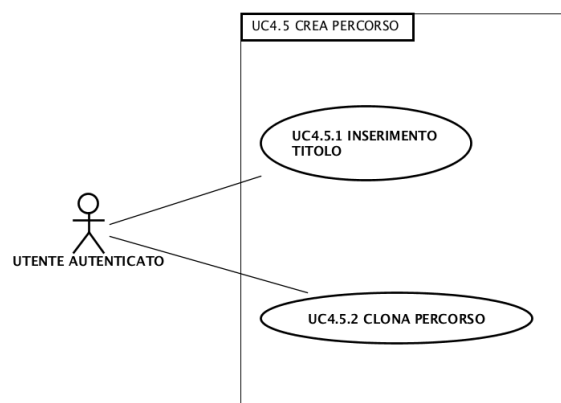 UC4.5 CREA PERCORSO
UC4.5.1 INSERIMENTO
TITOLO
UTENTE AUTENTICATO
UC4.5.2 CLONA PERCORSO